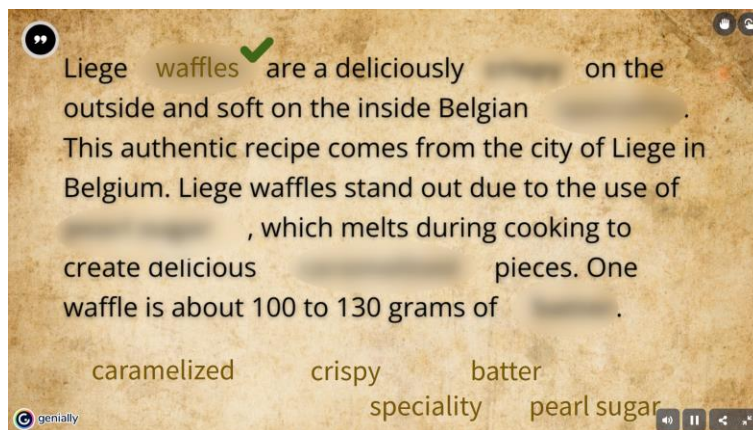 Liege waffles are a deliciously on the
outside and soft on the inside Belgian .
This authentic recipe comes from the city of Liege in
Belgium. Liege waffles stand out due to the use of
, which melts during cooking to
create delicious pieces. One
waffle is about 100 to 130 grams of .
caramelized crispy batter
speciality pearl sugar
genially